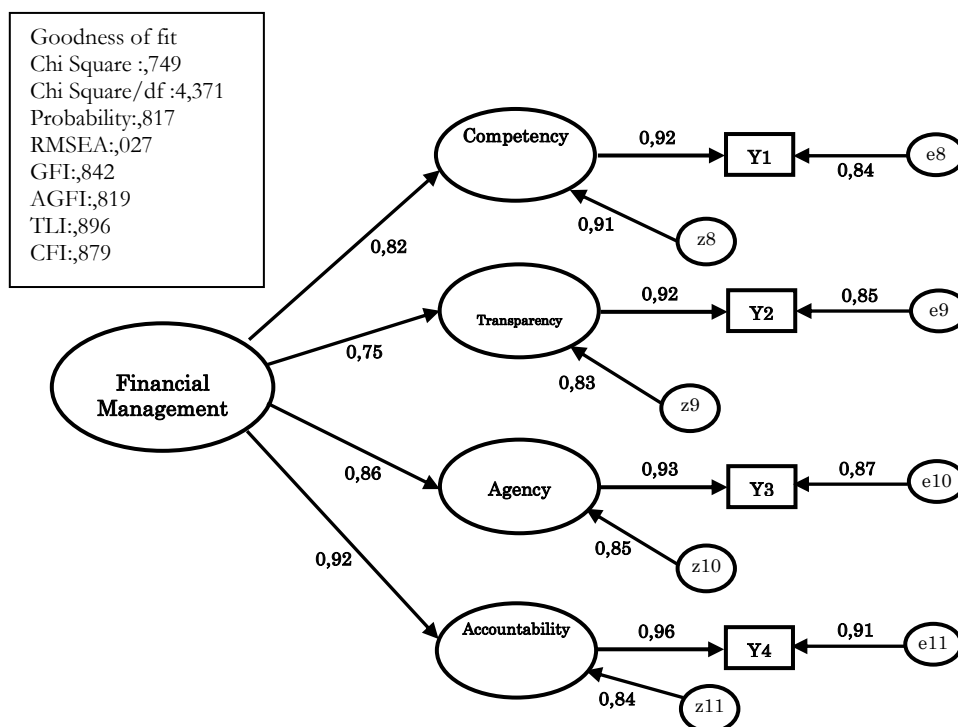 Goodness of fit
Chi Square :,749
Chi Square/df :4,371
Probability:,817
RMSEA:,027
GFI:,842
AGFI:,819
TLI:,896
CFI:,879
Competency
0,92
Y1
0,84
e8
0,91
z8
0,82
Transparency
0,92
Y2
0,85
e9
0,75
0,83
z9
Financial
Management
0,86
Agency
0,93
Y3
0,87
e10
0,85
z10
0,92
Accountability
0,96
Y4
0,91
e11
0,84
z11